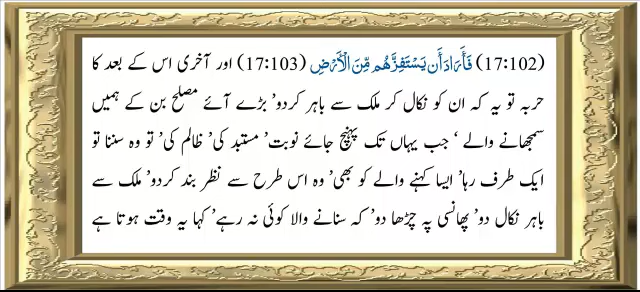 (17:102) فَأَرَادَ أَن يَسْتَفِزَّهُم مِّنَ الْأَرْضِ (17:103) اور آخری اس کے بعد کا
حربہ تو یہ کہ ان کو نکال کر ملک سے باہر کردو’ بڑے آئے مصلح بن کے ہمیں
سمجھانے والے ‘ جب یہاں تک پہنچ جائے نوبت’ مستبد کی’ ظالم کی’ تو وہ سننا تو
ایک طرف رہا’ ایسا کہنے والے کو بھی’ وہ اس طرح سے نظر بند کردو’ ملک سے
باہر نکال دو’ پھانسی پہ چڑھا دو’ کہ سنانے والا کوئی نہ رہے’ کہا یہ وقت ہوتا ہے